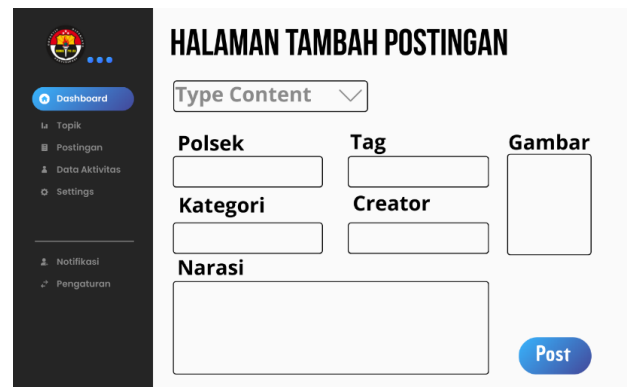 Dashboard
Topik
Postingan
Data Aktivitas
Settings
Notifikasi
Pengaturan
HALAMAN TAMBAH POSTINGAN
Type Content
Polsek
Tag
Gambar
Kategori
Creator
Narasi
Post